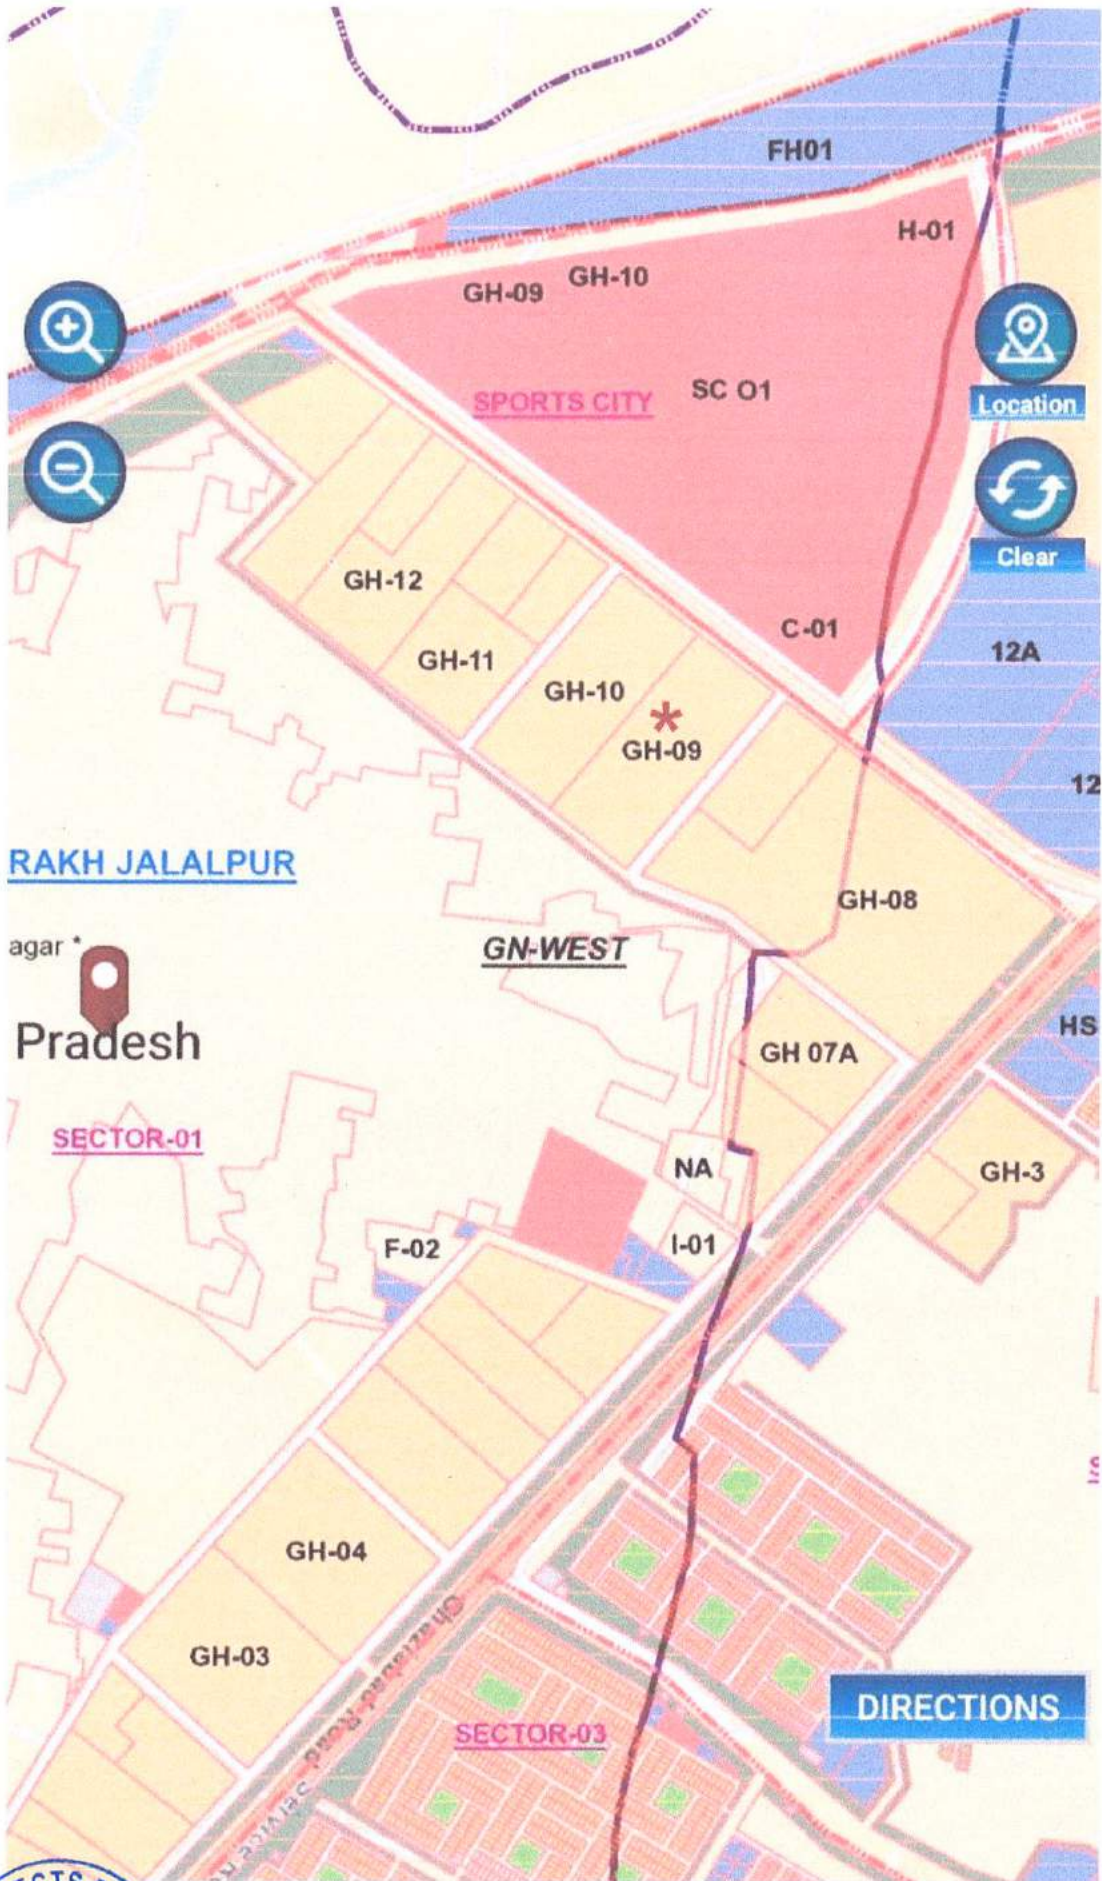 FH01
H-01
GH-10
GH-09
SPORTS CITY
SC O1
Location
Clear
GH-12
C-01
12A
GH-11
GH-10
*
GH-09
12
RAKH JALALPUR
GH-08
agar *
GN-WEST
Pradesh
HS
GH 07A
SECTOR-01
NA
GH-3
F-02
I-01
GH-04
GH-03
Ghaziabad Road Service
DIRECTIONS
SECTOR-03